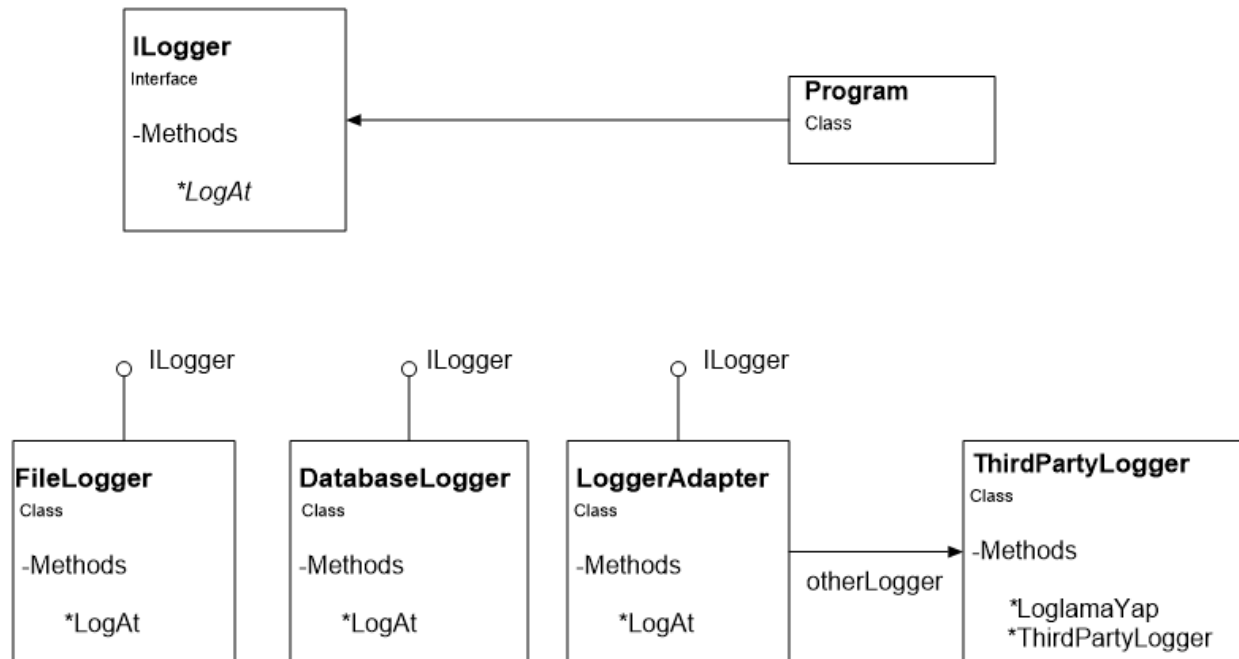 ILogger
Interface
-Methods
*LogAt
Program
Class
ILogger
ILogger
ILogger
FileLogger
Class
-Methods
*LogAt
DatabaseLogger
Class
-Methods
*LogAt
LoggerAdapter
Class
-Methods
*LogAt
otherLogger
ThirdPartyLogger
Class
-Methods
*LoglamaYap
*ThirdPartyLogger